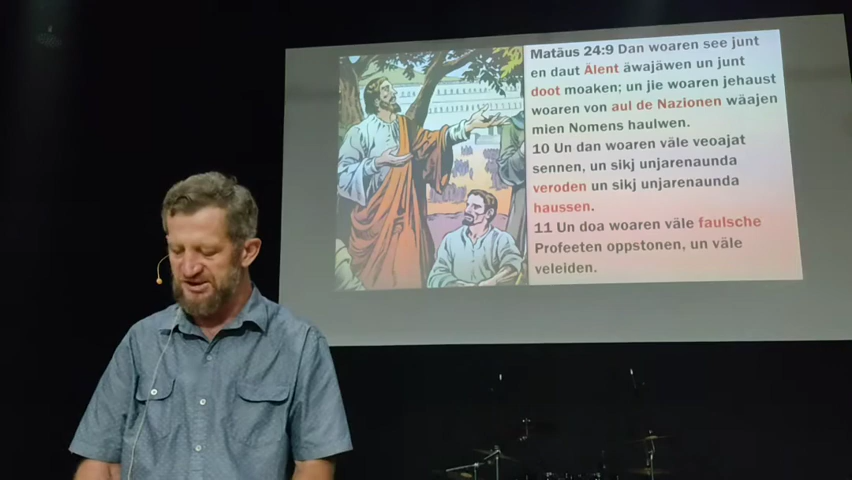 Matäus 24:9 Dan woaren see junt
en daut Älent äwajäwen un junt
doot moaken; un jie woaren jehaust
woaren von aul de Nazionen wäajen
mien Nomens haulwen.
10 Un dan woaren väle veoajat
sennen, un sikj unjarenaunda
veroden un sikj unjarenaunda
haussen.
11 Un doa woaren väle faulsche
Profeeten oppstonen, un väle
veleiden.